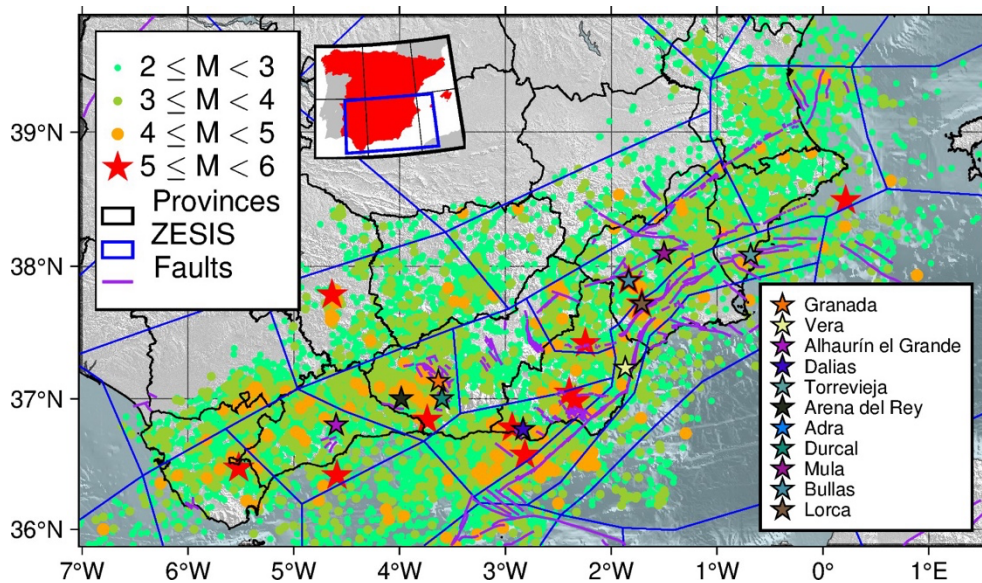 2 ≤ M < 3
3 ≤ M < 4
4 ≤ M < 5
5 ≤ M < 6
Provinces
ZESIS
Faults
39°N
38°N
37°N
36°N
Granada
Vera
Alhaurín el Grande
Dalias
Torrevieja
Arena del Rey
Adra
Durcal
Mula
Bullas
Lorca
7°W 6°W 5°W 4°W 3°W 2°W 1°W 0° 1°E